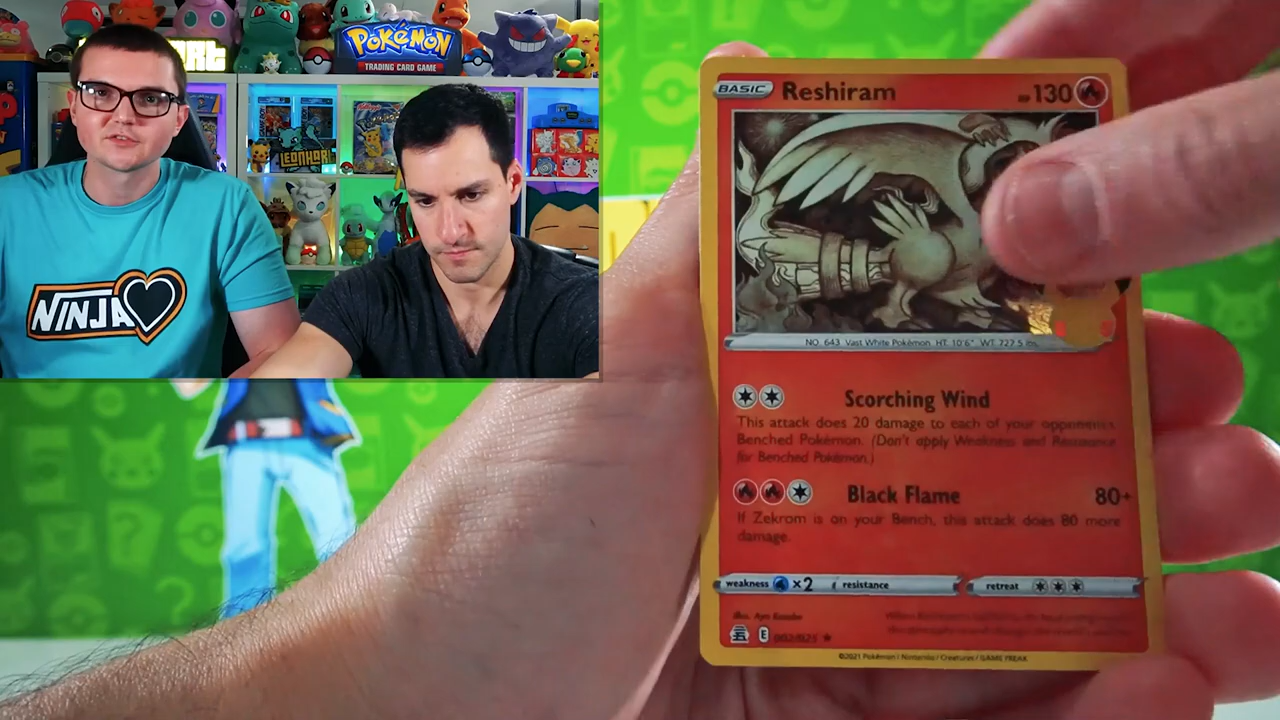 Pokémon
TRADING CARD GAME
LEONHART
NINJA
BASIC Reshiram 130
NO. 643 Vast White Pokémon HT: 10'6" WT: 727.5 lbs.
Scorching Wind
This attack does 20 damage to each of your opponent's
Benched Pokémon. (Don't apply Weakness and Resistance
for Benched Pokémon.)
Black Flame 80+
If Zekrom is on your Bench, this attack does 80 more
damage.
weakness ×2 resistance retreat
E 002/025 ★
©2021 Pokémon / Nintendo / Creatures / GAME FREAK